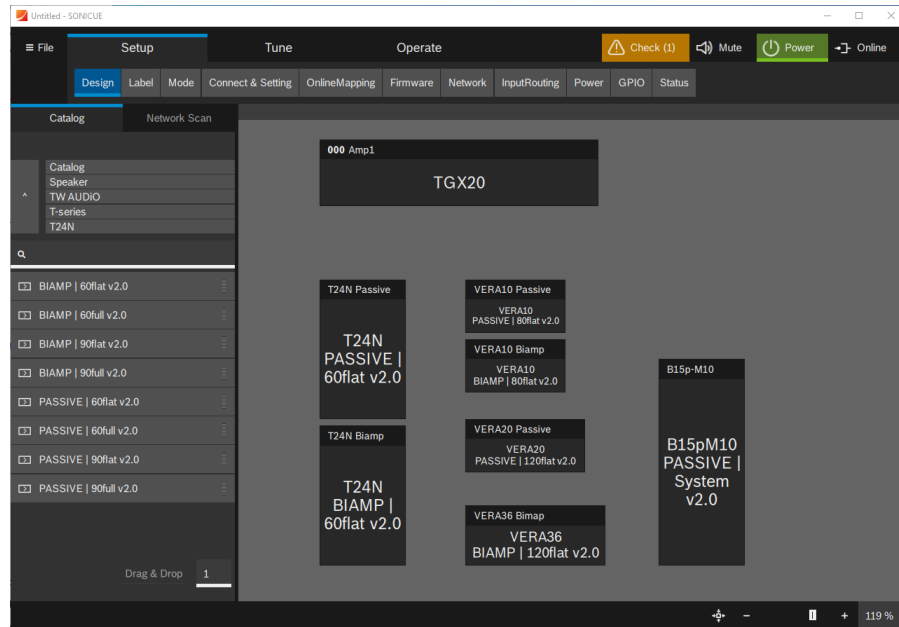 Untitled - SONICUE
≡ File
Setup
Tune
Operate
Check (1)
Mute
Power
Online
Design
Label
Mode
Connect & Setting
OnlineMapping
Firmware
Network
InputRouting
Power
GPIO
Status
Catalog
Network Scan
Catalog
Speaker
TW AUDiO
T-series
T24N
BIAMP | 60flat v2.0
BIAMP | 60full v2.0
BIAMP | 90flat v2.0
BIAMP | 90full v2.0
PASSIVE | 60flat v2.0
PASSIVE | 60full v2.0
PASSIVE | 90flat v2.0
PASSIVE | 90full v2.0
Drag & Drop
1
000 Amp1
TGX20
T24N Passive
T24N
PASSIVE |
60flat v2.0
T24N Biamp
T24N
BIAMP |
60flat v2.0
VERA10 Passive
VERA10
PASSIVE | 80flat v2.0
VERA10 Biamp
VERA10
BIAMP | 80flat v2.0
VERA20 Passive
VERA20
PASSIVE | 120flat v2.0
VERA36 Bimap
VERA36
BIAMP | 120flat v2.0
B15p-M10
B15pM10
PASSIVE |
System
v2.0
119 %